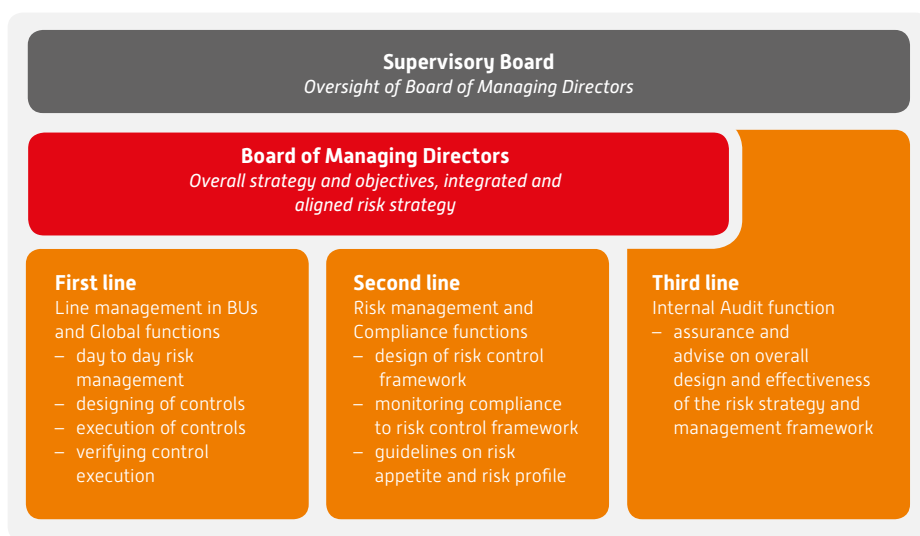 Supervisory Board
Oversight of Board of Managing Directors
Board of Managing Directors
Overall strategy and objectives, integrated and
aligned risk strategy
First line
Line management in BUs
and Global functions
– day to day risk
management
– designing of controls
– execution of controls
– verifying control
execution
Second line
Risk management and
Compliance functions
– design of risk control
framework
– monitoring compliance
to risk control framework
– guidelines on risk
appetite and risk profile
Third line
Internal Audit function
– assurance and
advise on overall
design and effectiveness
of the risk strategy and
management framework